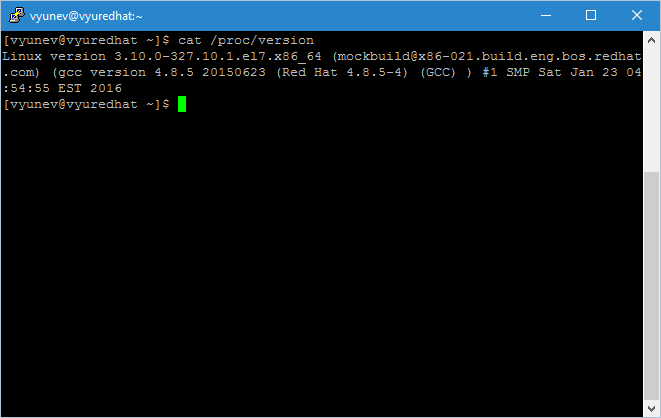 vyunev@vyuredhat:~
[vyunev@vyuredhat ~]$ cat /proc/version
Linux version 3.10.0-327.10.1.el7.x86_64 (mockbuild@x86-021.build.eng.bos.redhat
.com) (gcc version 4.8.5 20150623 (Red Hat 4.8.5-4) (GCC) ) #1 SMP Sat Jan 23 04
:54:55 EST 2016
[vyunev@vyuredhat ~]$